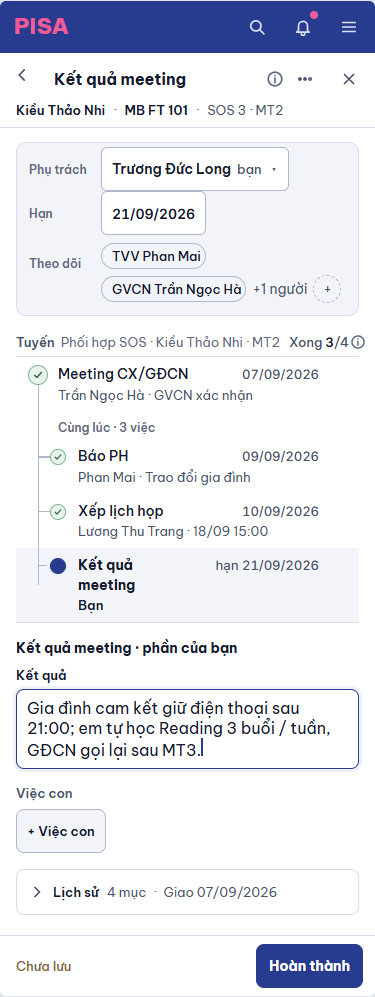 PISA
Kết quả meeting
Kiều Thảo Nhi · MB FT 101 · SOS 3 · MT2
Phụ trách
Trương Đức Long bạn
Hạn
21/09/2026
Theo dõi
TVV Phan Mai
GVCN Trần Ngọc Hà
+1 người
+
Tuyến Phối hợp SOS · Kiều Thảo Nhi · MT2 Xong 3/4
Meeting CX/GĐCN 07/09/2026
Trần Ngọc Hà · GVCN xác nhận
Cùng lúc · 3 việc
Báo PH 09/09/2026
Phan Mai · Trao đổi gia đình
Xếp lịch họp 10/09/2026
Lương Thu Trang · 18/09 15:00
Kết quả meeting hạn 21/09/2026
Bạn
Kết quả meeting · phần của bạn
Kết quả
Gia đình cam kết giữ điện thoại sau
21:00; em tự học Reading 3 buổi / tuần,
GĐCN gọi lại sau MT3.
Việc con
+ Việc con
Lịch sử 4 mục · Giao 07/09/2026
Chưa lưu
Hoàn thành